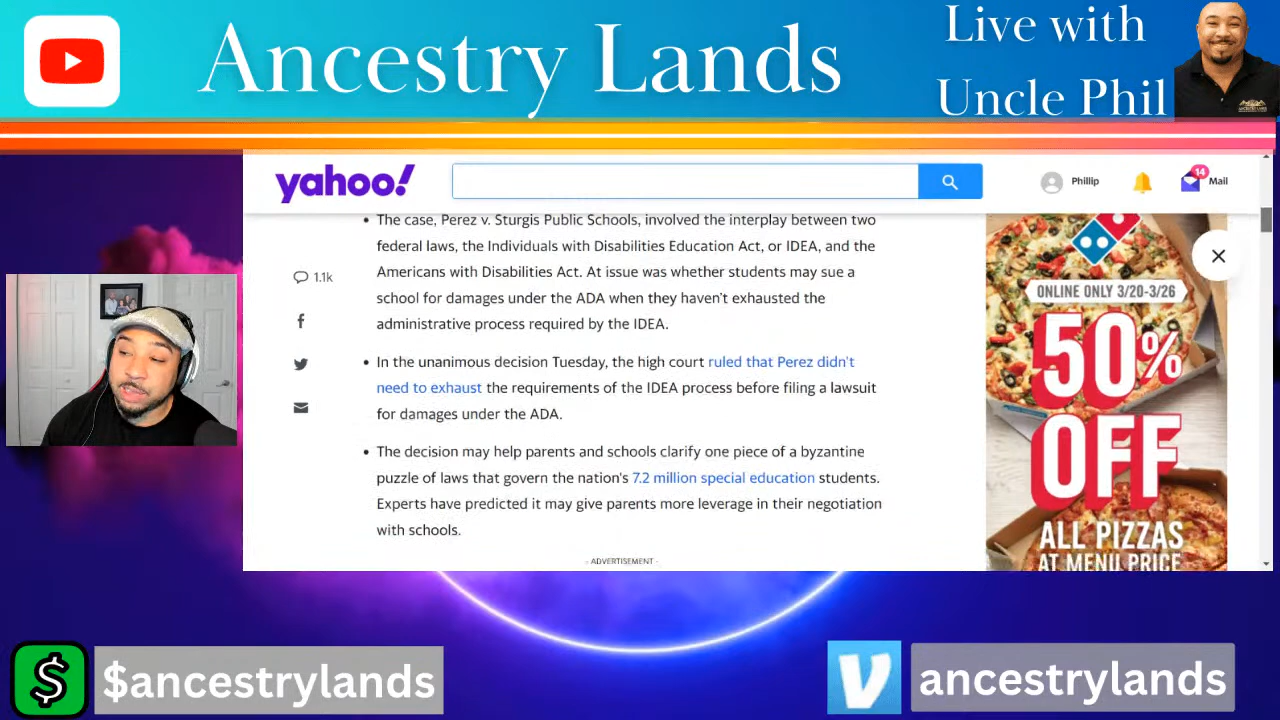 Ancestry Lands
Live with
Uncle Phil
yahoo!
Phillip
14
Mail
The case, Perez v. Sturgis Public Schools, involved the interplay between two
federal laws, the Individuals with Disabilities Education Act, or IDEA, and the
Americans with Disabilities Act. At issue was whether students may sue a
school for damages under the ADA when they haven't exhausted the
administrative process required by the IDEA.
1.1k
In the unanimous decision Tuesday, the high court ruled that Perez didn't
need to exhaust the requirements of the IDEA process before filing a lawsuit
for damages under the ADA.
The decision may help parents and schools clarify one piece of a byzantine
puzzle of laws that govern the nation's 7.2 million special education students.
Experts have predicted it may give parents more leverage in their negotiation
with schools.
- ADVERTISEMENT -
ONLINE ONLY 3/20-3/26
50%
OFF
ALL PIZZAS
AT MENU PRICE
$ancestrylands
ancestrylands